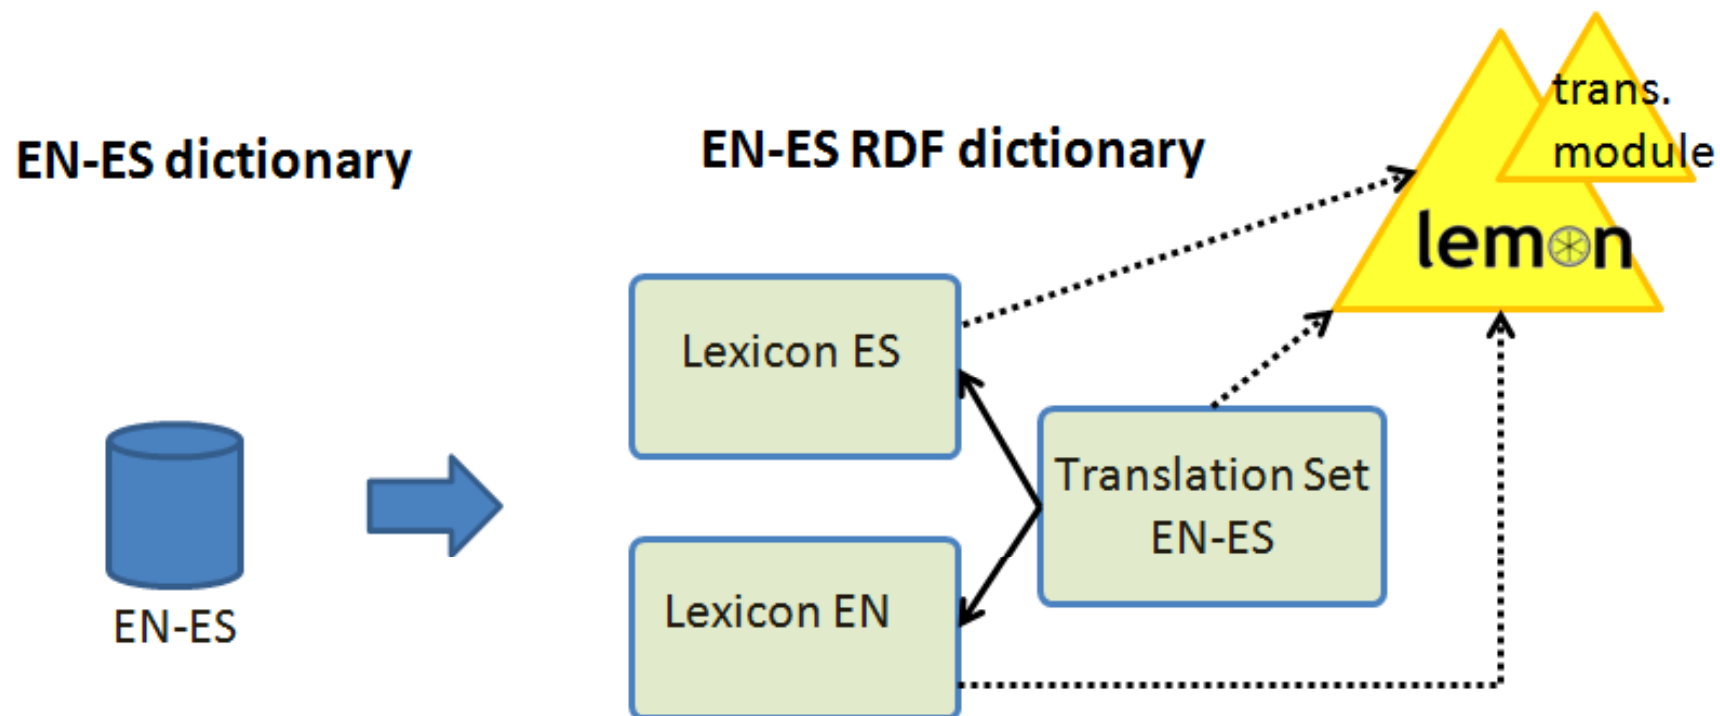 EN-ES dictionary
EN-ES RDF dictionary
trans.
module
lemon
Lexicon ES
Translation Set
EN-ES
Lexicon EN
EN-ES